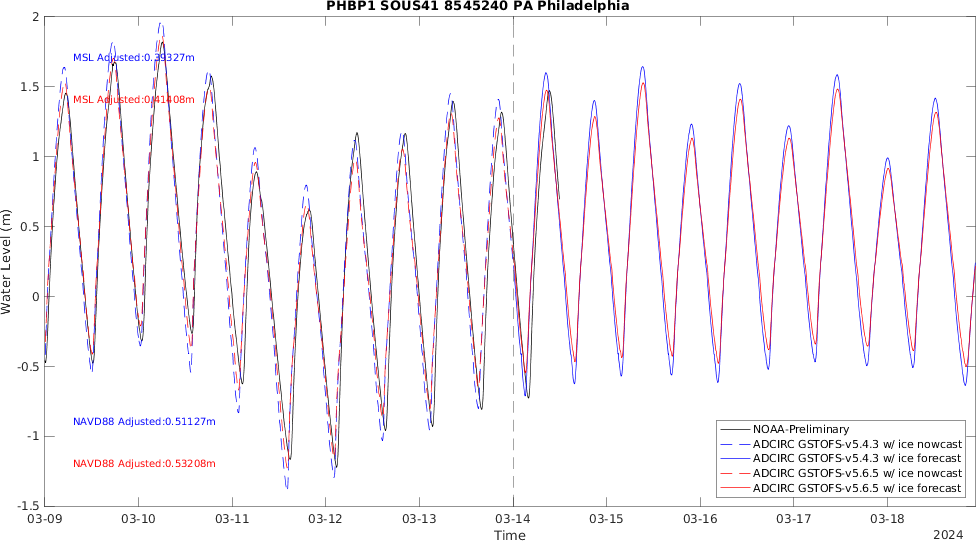 PHBP1 SOUS41 8545240 PA Philadelphia
2
1.5
1
0.5
0
-0.5
-1
-1.5
Water Level (m)
MSL Adjusted:0.39327m
MSL Adjusted:0.41408m
NAVD88 Adjusted:0.51127m
NAVD88 Adjusted:0.53208m
NOAA-Preliminary
ADCIRC GSTOFS-v5.4.3 w/ ice nowcast
ADCIRC GSTOFS-v5.4.3 w/ ice forecast
ADCIRC GSTOFS-v5.6.5 w/ ice nowcast
ADCIRC GSTOFS-v5.6.5 w/ ice forecast
03-09 03-10 03-11 03-12 03-13 03-14 03-15 03-16 03-17 03-18
Time
2024